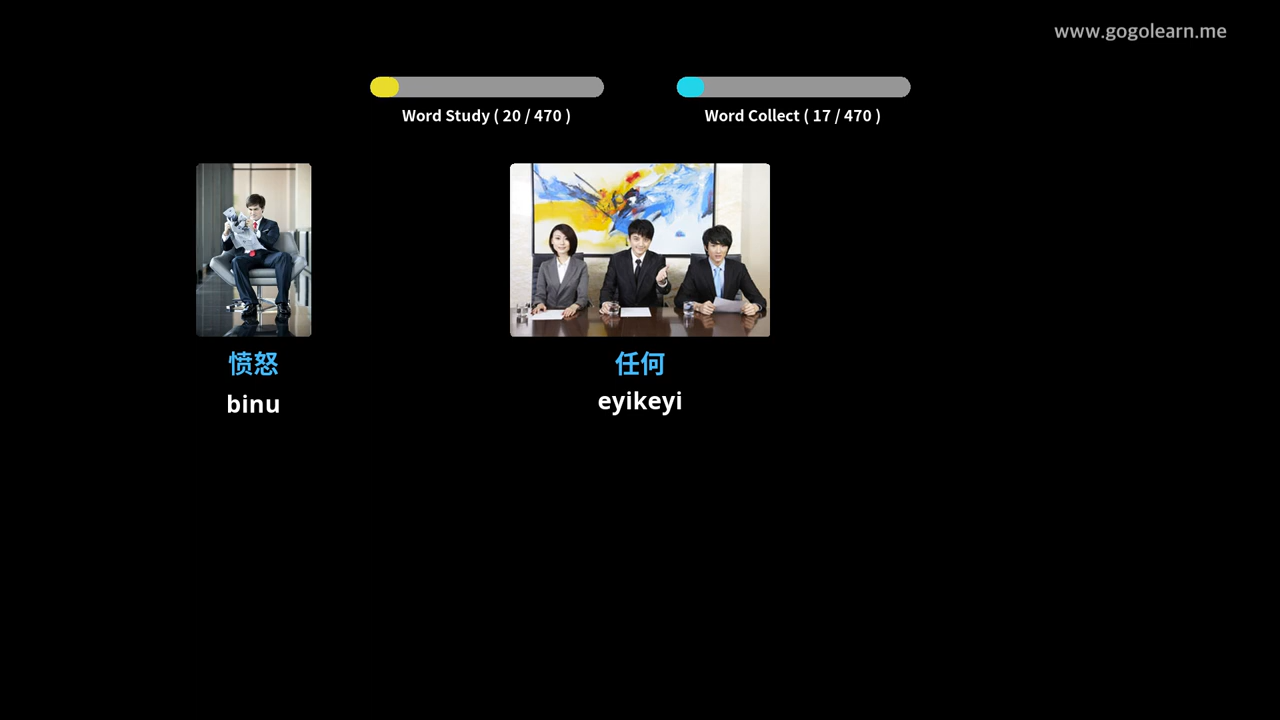 www.gogolearn.me
Word Study ( 20 / 470 )
Word Collect ( 17 / 470 )
愤怒
binu
任何
eyikeyi